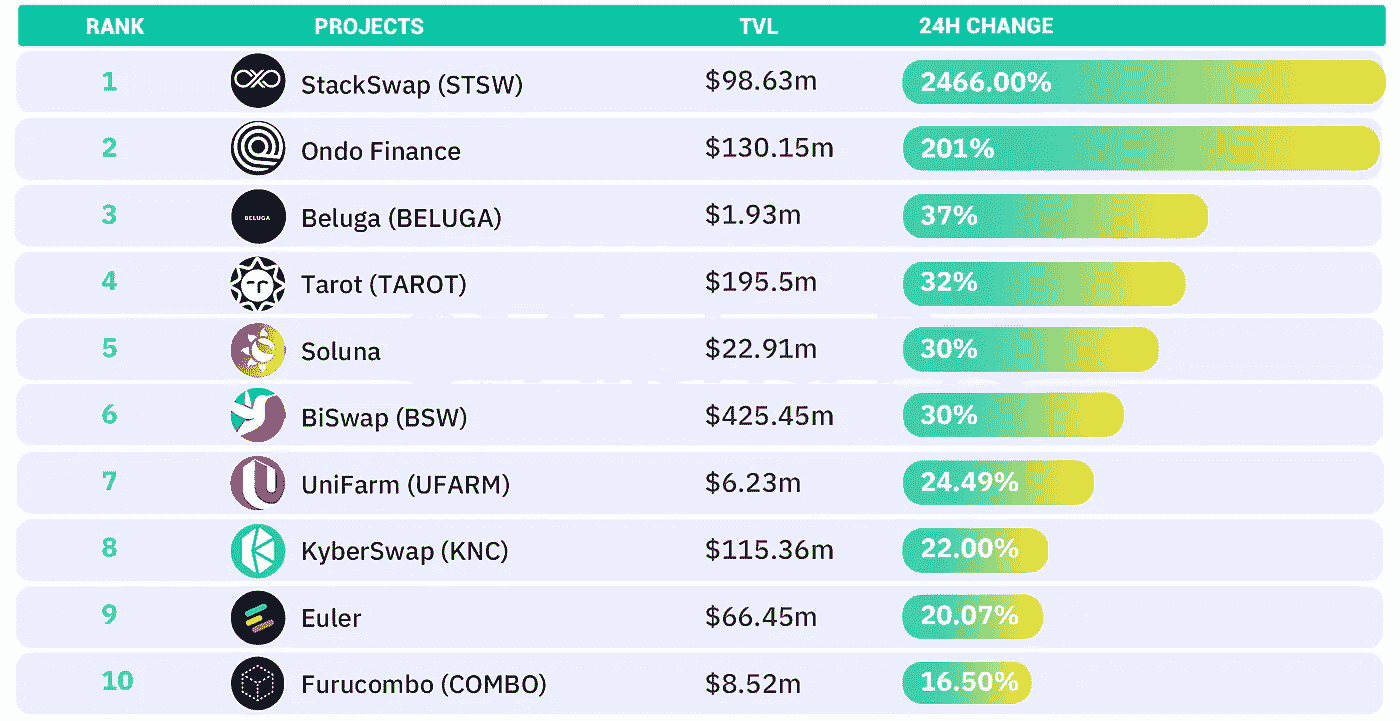 RANK PROJECTS TVL 24H CHANGE
1 StackSwap (STSW) $98.63m 2466.00%
2 Ondo Finance $130.15m 201%
3 BELUGA Beluga (BELUGA) $1.93m 37%
4 Tarot (TAROT) $195.5m 32%
5 Soluna $22.91m 30%
6 BiSwap (BSW) $425.45m 30%
7 UniFarm (UFARM) $6.23m 24.49%
8 KyberSwap (KNC) $115.36m 22.00%
9 Euler $66.45m 20.07%
10 Furucombo (COMBO) $8.52m 16.50%